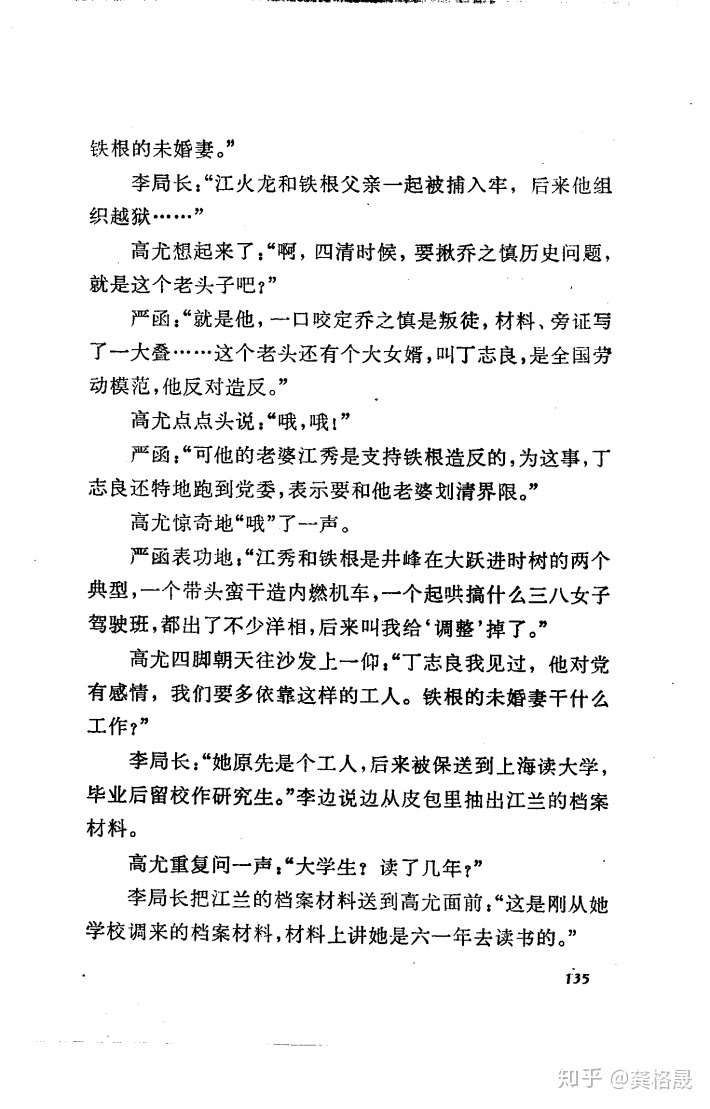 铁根的未婚妻。”
李局长：“江火龙和铁根父亲一起被捕入牢，后来他组
织越狱……”
高尤想起来了：“啊，四清时候，要揪乔之慎历史问题，
就是这个老头子吧？”
严函：“就是他，一口咬定乔之慎是叛徒，材料、旁证写
了一大叠……这个老头还有个大女婿，叫丁志良，是全国劳
动模范，他反对造反。”
高尤点点头说：“哦，哦！”
严函：“可他的老婆江秀是支持铁根造反的，为这事，丁
志良还特地跑到党委，表示要和他老婆划清界限。”
高尤惊奇地“哦”了一声。
严函表功地：“江秀和铁根是井峰在大跃进时树的两个
典型，一个带头蛮干造内燃机车，一个起哄搞什么三八女子
驾驶班，都出了不少洋相，后来叫我给‘调整’掉了。”
高尤四脚朝天往沙发上一仰：“丁志良我见过，他对党
有感情，我们要多依靠这样的工人。铁根的未婚妻干什么
工作？”
李局长：“她原先是个工人，后来被保送到上海读大学，
毕业后留校作研究生。”李边说边从皮包里抽出江兰的档案
材料。
高尤重复问一声：“大学生？读了几年？”
李局长把江兰的档案材料送到高尤面前：“这是刚从她
学校调来的档案材料，材料上讲她是六一年去读书的。”
135
知乎 @龚格晟